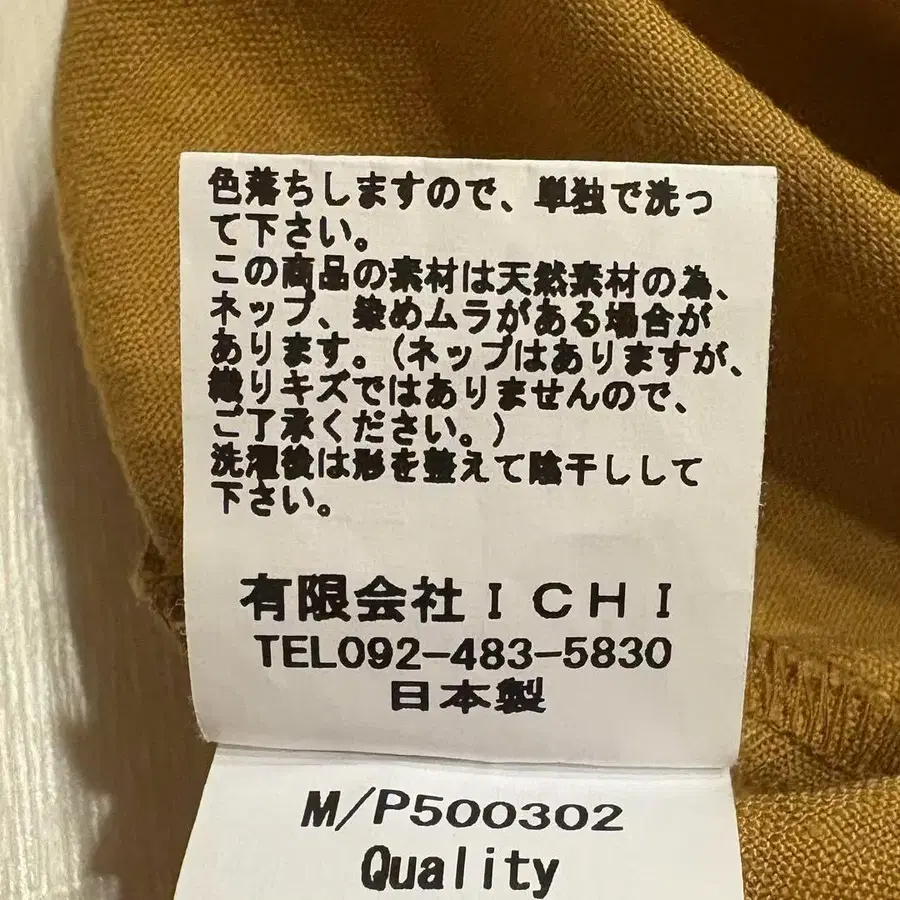 色落ちしますので、単独で洗っ
て下さい。
この商品の素材は天然素材の為、
ネップ、染めムラがある場合が
あります。(ネップはありますが、
織りキズではありませんので、
ご了承ください。)
洗濯後は形を整えて陰干しして
下さい。
有限会社ICHI
TEL092-483-5830
日本製
M/P500302
Quality